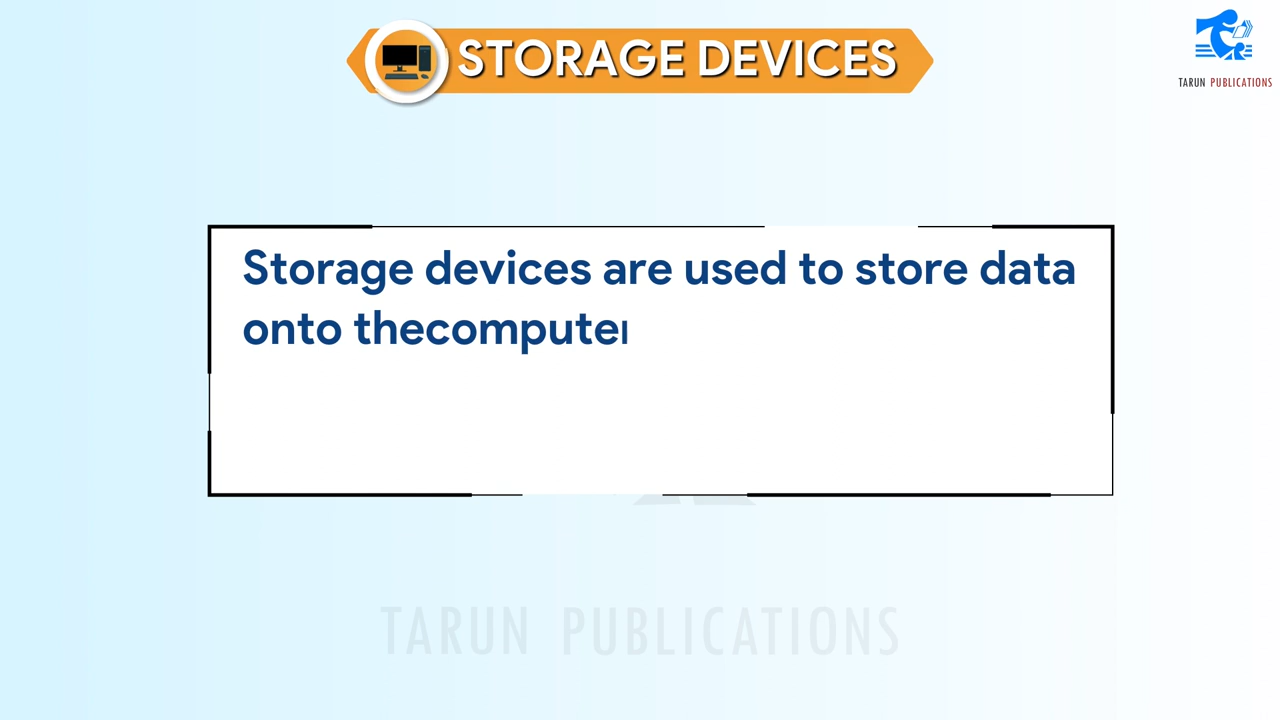 STORAGE DEVICES
TARUN PUBLICATIONS
Storage devices are used to store data
onto thecompute
TARUN PUBLICATIONS